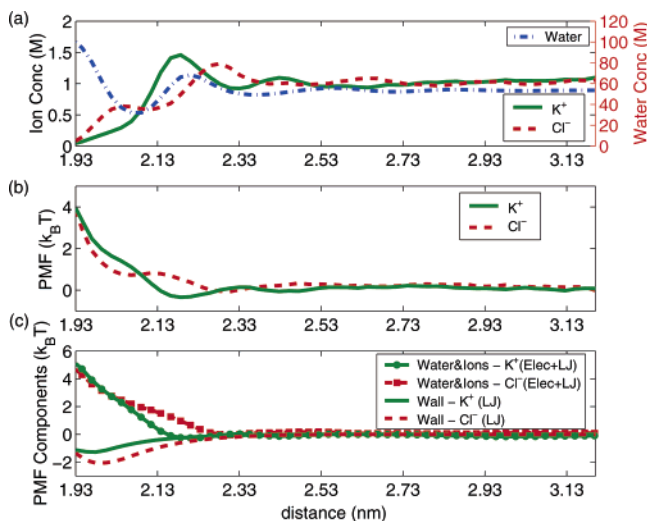 (a)
Ion Conc (M)
2
1.5
1
0.5
0
Water
K+
Cl−
120
100
80
60
40
20
0
Water Conc (M)
1.93 2.13 2.33 2.53 2.73 2.93 3.13
(b)
PMF (kBT)
4
2
0
K+
Cl−
1.93 2.13 2.33 2.53 2.73 2.93 3.13
(c)
PMF Components (kBT)
6
4
2
0
−2
Water&Ions – K+(Elec+LJ)
Water&Ions – Cl−(Elec+LJ)
Wall – K+ (LJ)
Wall – Cl− (LJ)
1.93 2.13 2.33 2.53 2.73 2.93 3.13
distance (nm)